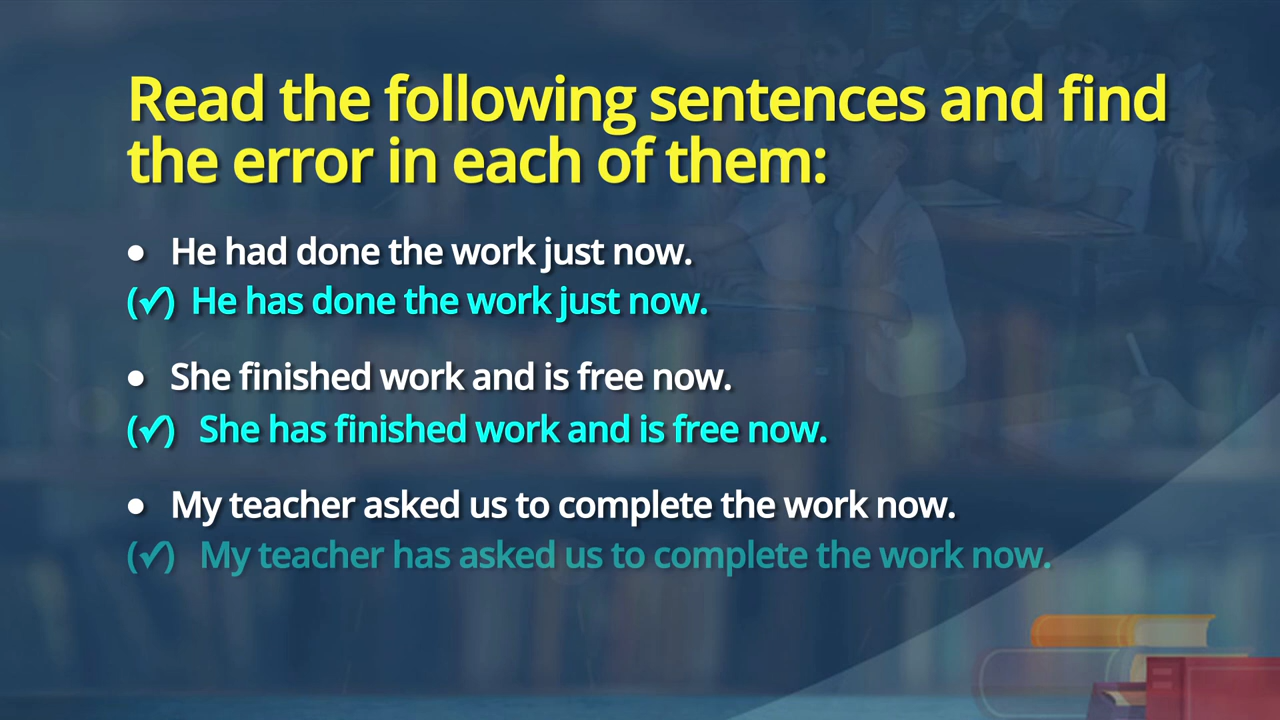 Read the following sentences and find
the error in each of them:
• He had done the work just now.
(✓) He has done the work just now.
• She finished work and is free now.
(✓) She has finished work and is free now.
• My teacher asked us to complete the work now.
(✓) My teacher has asked us to complete the work now.